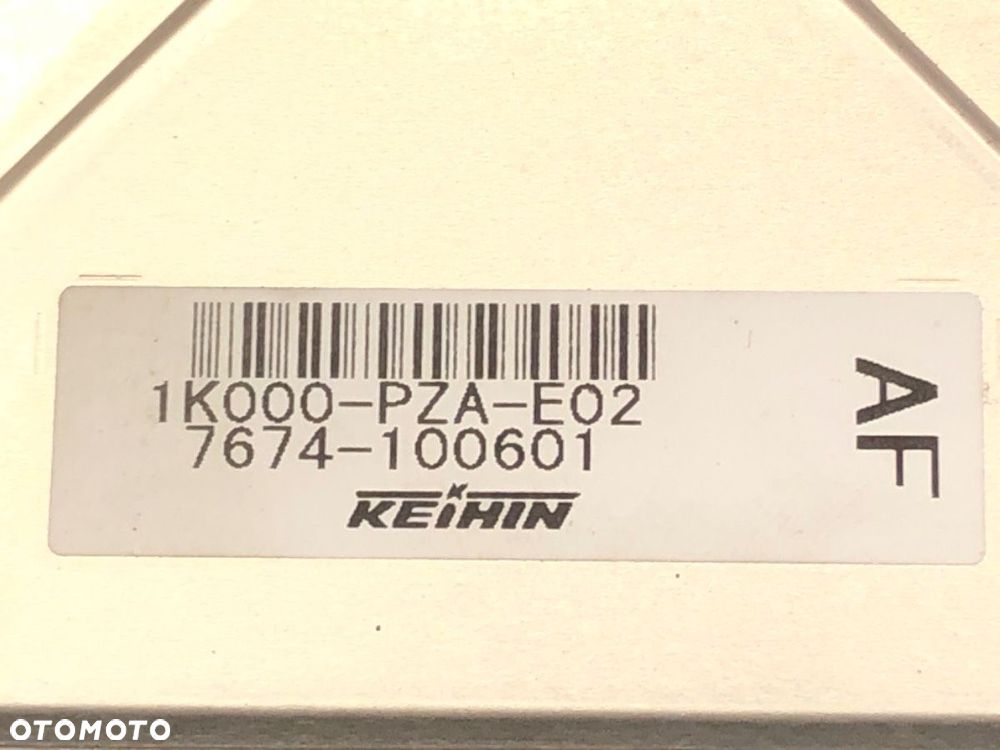 1K000-PZA-E02
7674-100601
KEIHIN
AF
OTOMOTO